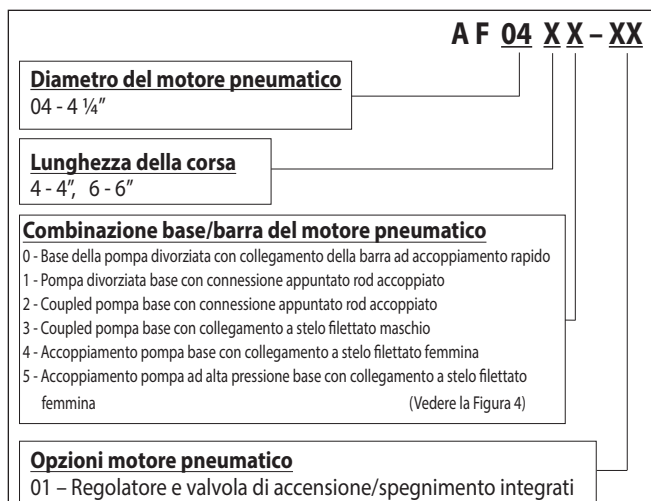 A F 04 X X – XX
Diametro del motore pneumatico
04 - 4 ¼"
Lunghezza della corsa
4 - 4", 6 - 6"
Combinazione base/barra del motore pneumatico
0 - Base della pompa divorziata con collegamento della barra ad accoppiamento rapido
1 - Pompa divorziata base con connessione appuntato rod accoppiato
2 - Coupled pompa base con connessione appuntato rod accoppiato
3 - Coupled pompa base con collegamento a stelo filettato maschio
4 - Accoppiamento pompa base con collegamento a stelo filettato femmina
5 - Accoppiamento pompa ad alta pressione base con collegamento a stelo filettato
femmina (Vedere la Figura 4)
Opzioni motore pneumatico
01 – Regolatore e valvola di accensione/spegnimento integrati